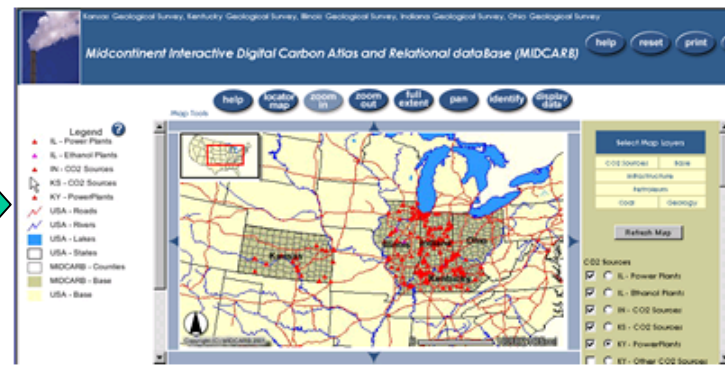 Kansas Geological Survey, Kentucky Geological Survey, Illinois Geological Survey, Indiana Geological Survey, Ohio Geological Survey
Midcontinent Interactive Digital Carbon Atlas and Relational dataBase (MIDCARB)
help reset print
help locator map zoom in zoom out full extent pan identify display data
Map Tools
Legend ?
IL - Power Plants
IL - Ethanol Plants
IN - CO2 Sources
KS - CO2 Sources
KY - PowerPlants
USA - Roads
USA - Rivers
USA - Lakes
USA - States
MIDCARB - Counties
MIDCARB - Base
USA - Base
Kansas
Illinois
Indiana
Ohio
Kentucky
N
Copyright (C) MIDCARB 2001
Select Map Layers
CO2 Sources Base
Infrastructure
Petroleum
Coal Geology
Refresh Map
CO2 Sources
IL - Power Plants
IL - Ethanol Plants
IN - CO2 Sources
KS - CO2 Sources
KY - PowerPlants
KY - Other CO2 Sources